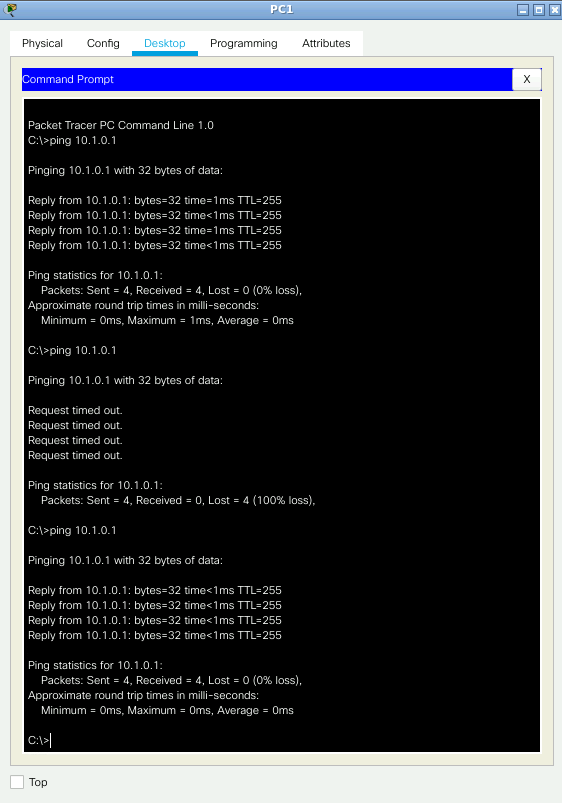 PC1
Physical Config Desktop Programming Attributes
Command Prompt X
Packet Tracer PC Command Line 1.0
C:\>ping 10.1.0.1
Pinging 10.1.0.1 with 32 bytes of data:
Reply from 10.1.0.1: bytes=32 time=1ms TTL=255
Reply from 10.1.0.1: bytes=32 time<1ms TTL=255
Reply from 10.1.0.1: bytes=32 time=1ms TTL=255
Reply from 10.1.0.1: bytes=32 time<1ms TTL=255
Ping statistics for 10.1.0.1:
Packets: Sent = 4, Received = 4, Lost = 0 (0% loss),
Approximate round trip times in milli-seconds:
Minimum = 0ms, Maximum = 1ms, Average = 0ms
C:\>ping 10.1.0.1
Pinging 10.1.0.1 with 32 bytes of data:
Request timed out.
Request timed out.
Request timed out.
Request timed out.
Ping statistics for 10.1.0.1:
Packets: Sent = 4, Received = 0, Lost = 4 (100% loss),
C:\>ping 10.1.0.1
Pinging 10.1.0.1 with 32 bytes of data:
Reply from 10.1.0.1: bytes=32 time<1ms TTL=255
Reply from 10.1.0.1: bytes=32 time<1ms TTL=255
Reply from 10.1.0.1: bytes=32 time<1ms TTL=255
Reply from 10.1.0.1: bytes=32 time<1ms TTL=255
Ping statistics for 10.1.0.1:
Packets: Sent = 4, Received = 4, Lost = 0 (0% loss),
Approximate round trip times in milli-seconds:
Minimum = 0ms, Maximum = 0ms, Average = 0ms
C:\>
Top